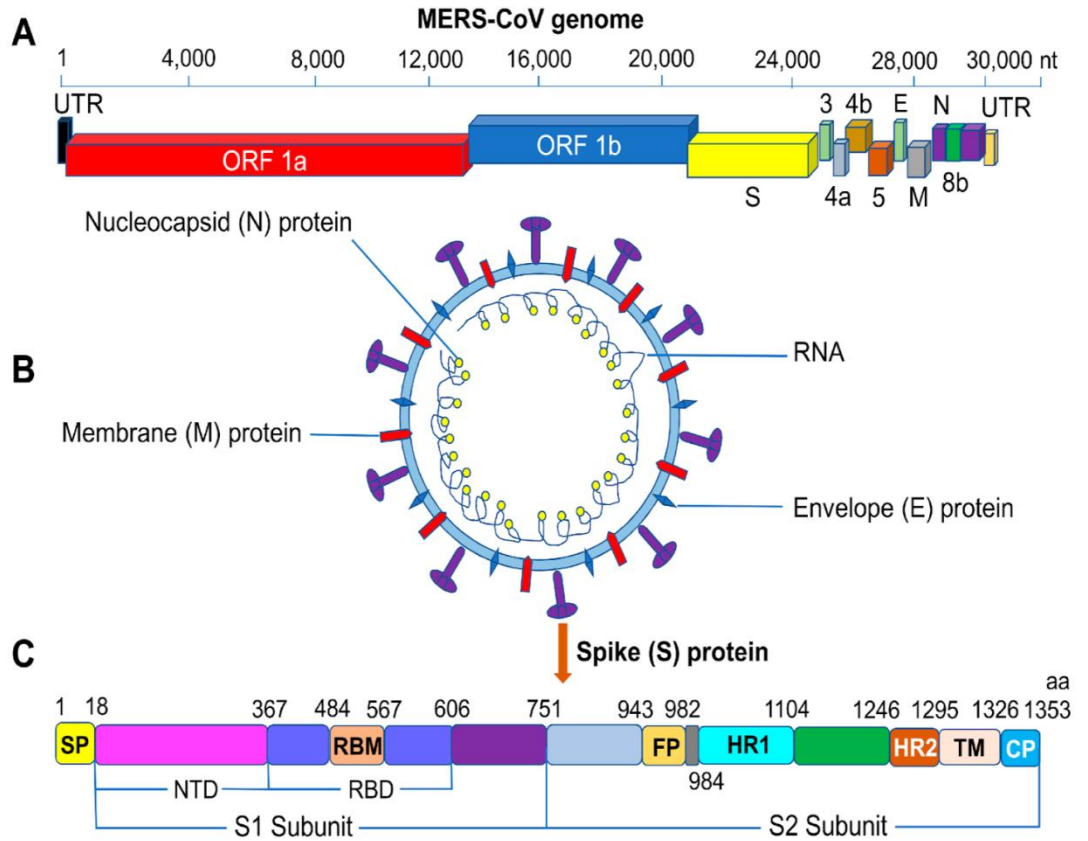 A
MERS-CoV genome
1 4,000 8,000 12,000 16,000 20,000 24,000 28,000 30,000 nt
UTR 3 4b E N UTR
ORF 1a ORF 1b
S 4a 5 M 8b
Nucleocapsid (N) protein
B
RNA
Membrane (M) protein
Envelope (E) protein
C
Spike (S) protein
aa
1 18 367 484 567 606 751 943 982 1104 1246 1295 1326 1353
SP RBM FP HR1 HR2 TM CP
984
NTD RBD
S1 Subunit S2 Subunit